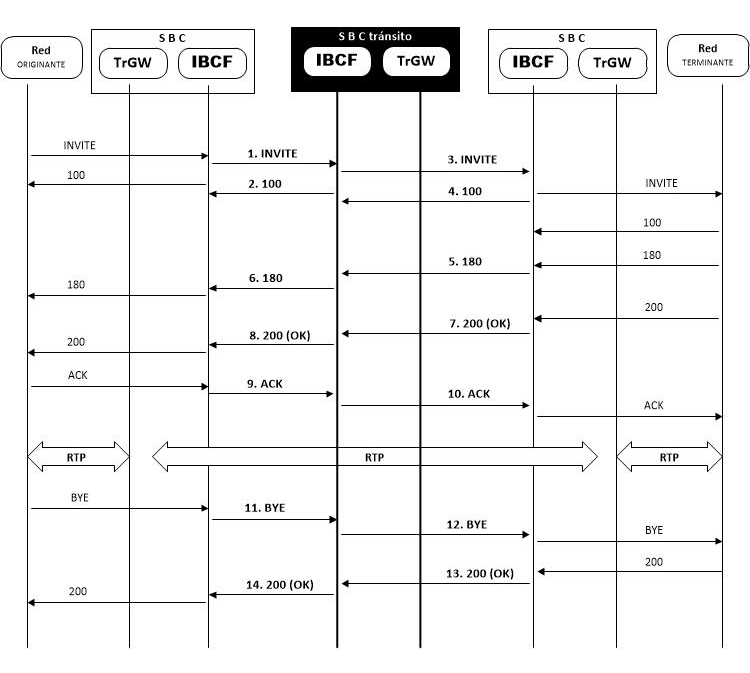 S B C
S B C tránsito
S B C
Red
ORIGINANTE
TrGW
IBCF
IBCF
TrGW
IBCF
TrGW
Red
TERMINANTE
INVITE
1. INVITE
3. INVITE
100
2. 100
4. 100
INVITE
100
5. 180
180
180
6. 180
200
7. 200 (OK)
200
8. 200 (OK)
ACK
9. ACK
10. ACK
ACK
RTP
RTP
RTP
BYE
11. BYE
12. BYE
BYE
200
13. 200 (OK)
200
14. 200 (OK)